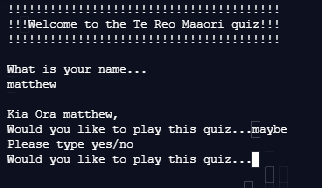 !!!!!!!!!!!!!!!!!!!!!!!!!!!!!!!!!!!!!!
!!!Welcome to the Te Reo Maaori quiz!!!
!!!!!!!!!!!!!!!!!!!!!!!!!!!!!!!!!!!!!!
What is your name...
matthew
Kia Ora matthew,
Would you like to play this quiz...maybe
Please type yes/no
Would you like to play this quiz...